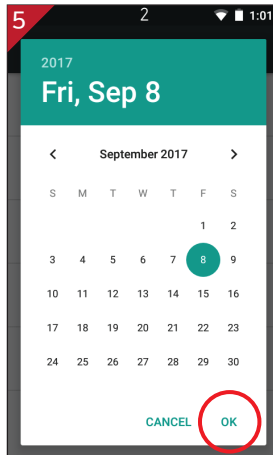 5 2 1:01
2017
Fri, Sep 8
September 2017
S M T W T F S
1 2
3 4 5 6 7 8 9
10 11 12 13 14 15 16
17 18 19 20 21 22 23
24 25 26 27 28 29 30
CANCEL OK